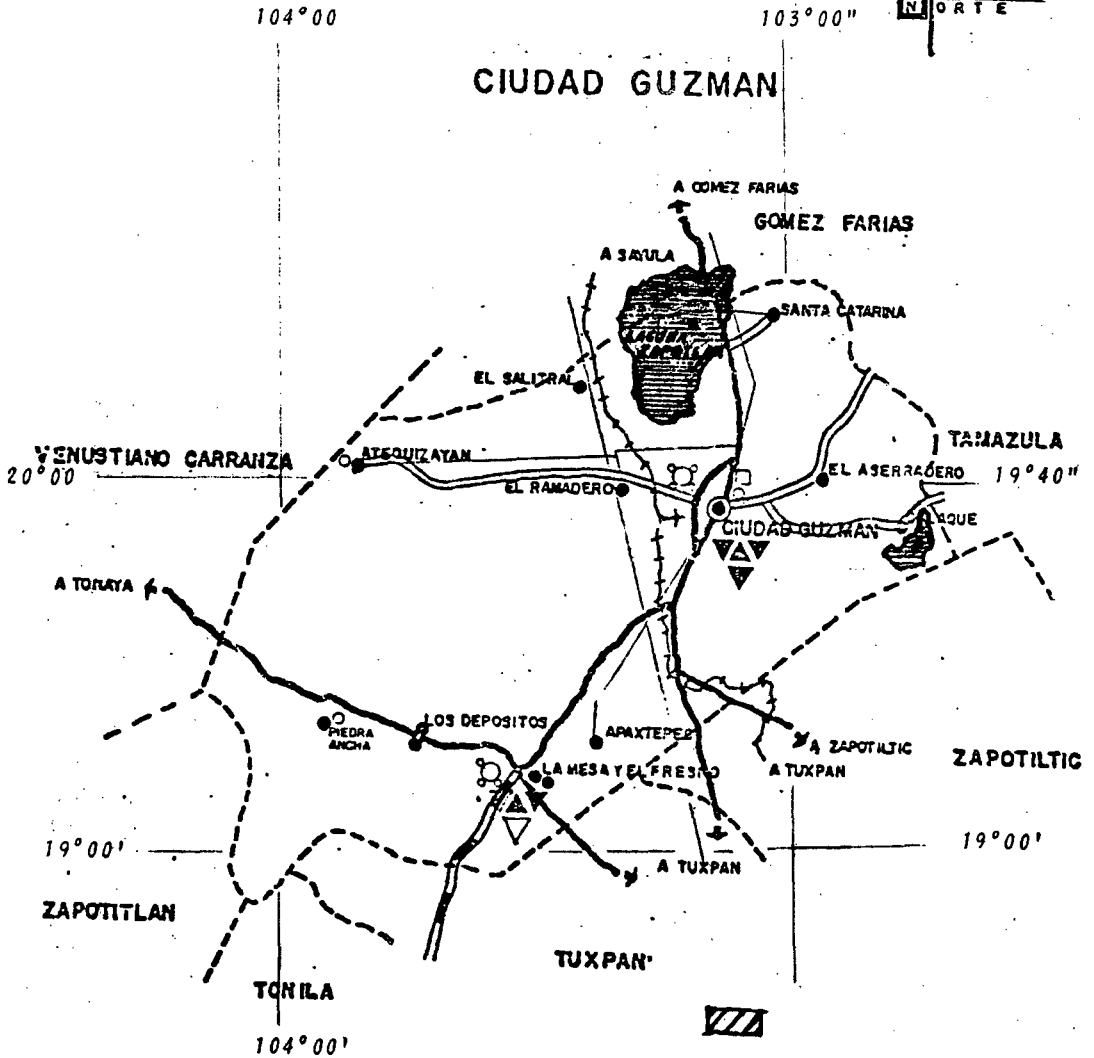 104°00
103°00"
N ORTE
CIUDAD GUZMAN
A GOMEZ FARIAS
GOMEZ FARIAS
A SAYULA
SANTA CATARINA
LAGUNA
EL SALITRAL
VENUSTIANO CARRANZA
ATEQUIZAYAN
TAMAZULA
20°00
EL RAMADERO
EL ASERRADERO
19°40"
CIUDAD GUZMAN
A TONAYA
LOS DEPOSITOS
PIEDRA
ANCHA
APAXTEPEC
A ZAPOTILTIC
ZAPOTILTIC
LA MESA Y EL FRESNO
A TUXPAN
19°00'
19°00'
A TUXPAN
ZAPOTITLAN
TUXPAN
TONILA
104°00'